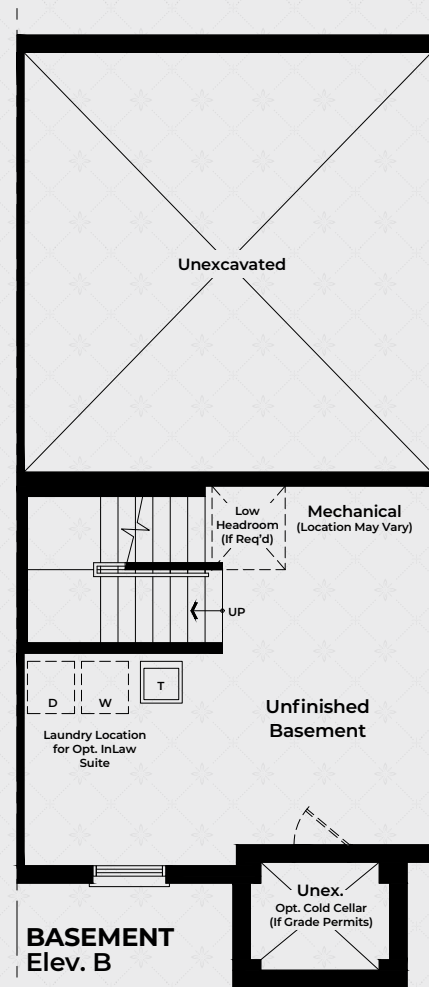 Unexcavated
Low
Headroom
(If Req'd)
Mechanical
(Location May Vary)
UP
D
W
T
Laundry Location
for Opt. InLaw
Suite
Unfinished
Basement
Unex.
Opt. Cold Cellar
(If Grade Permits)
BASEMENT
Elev. B